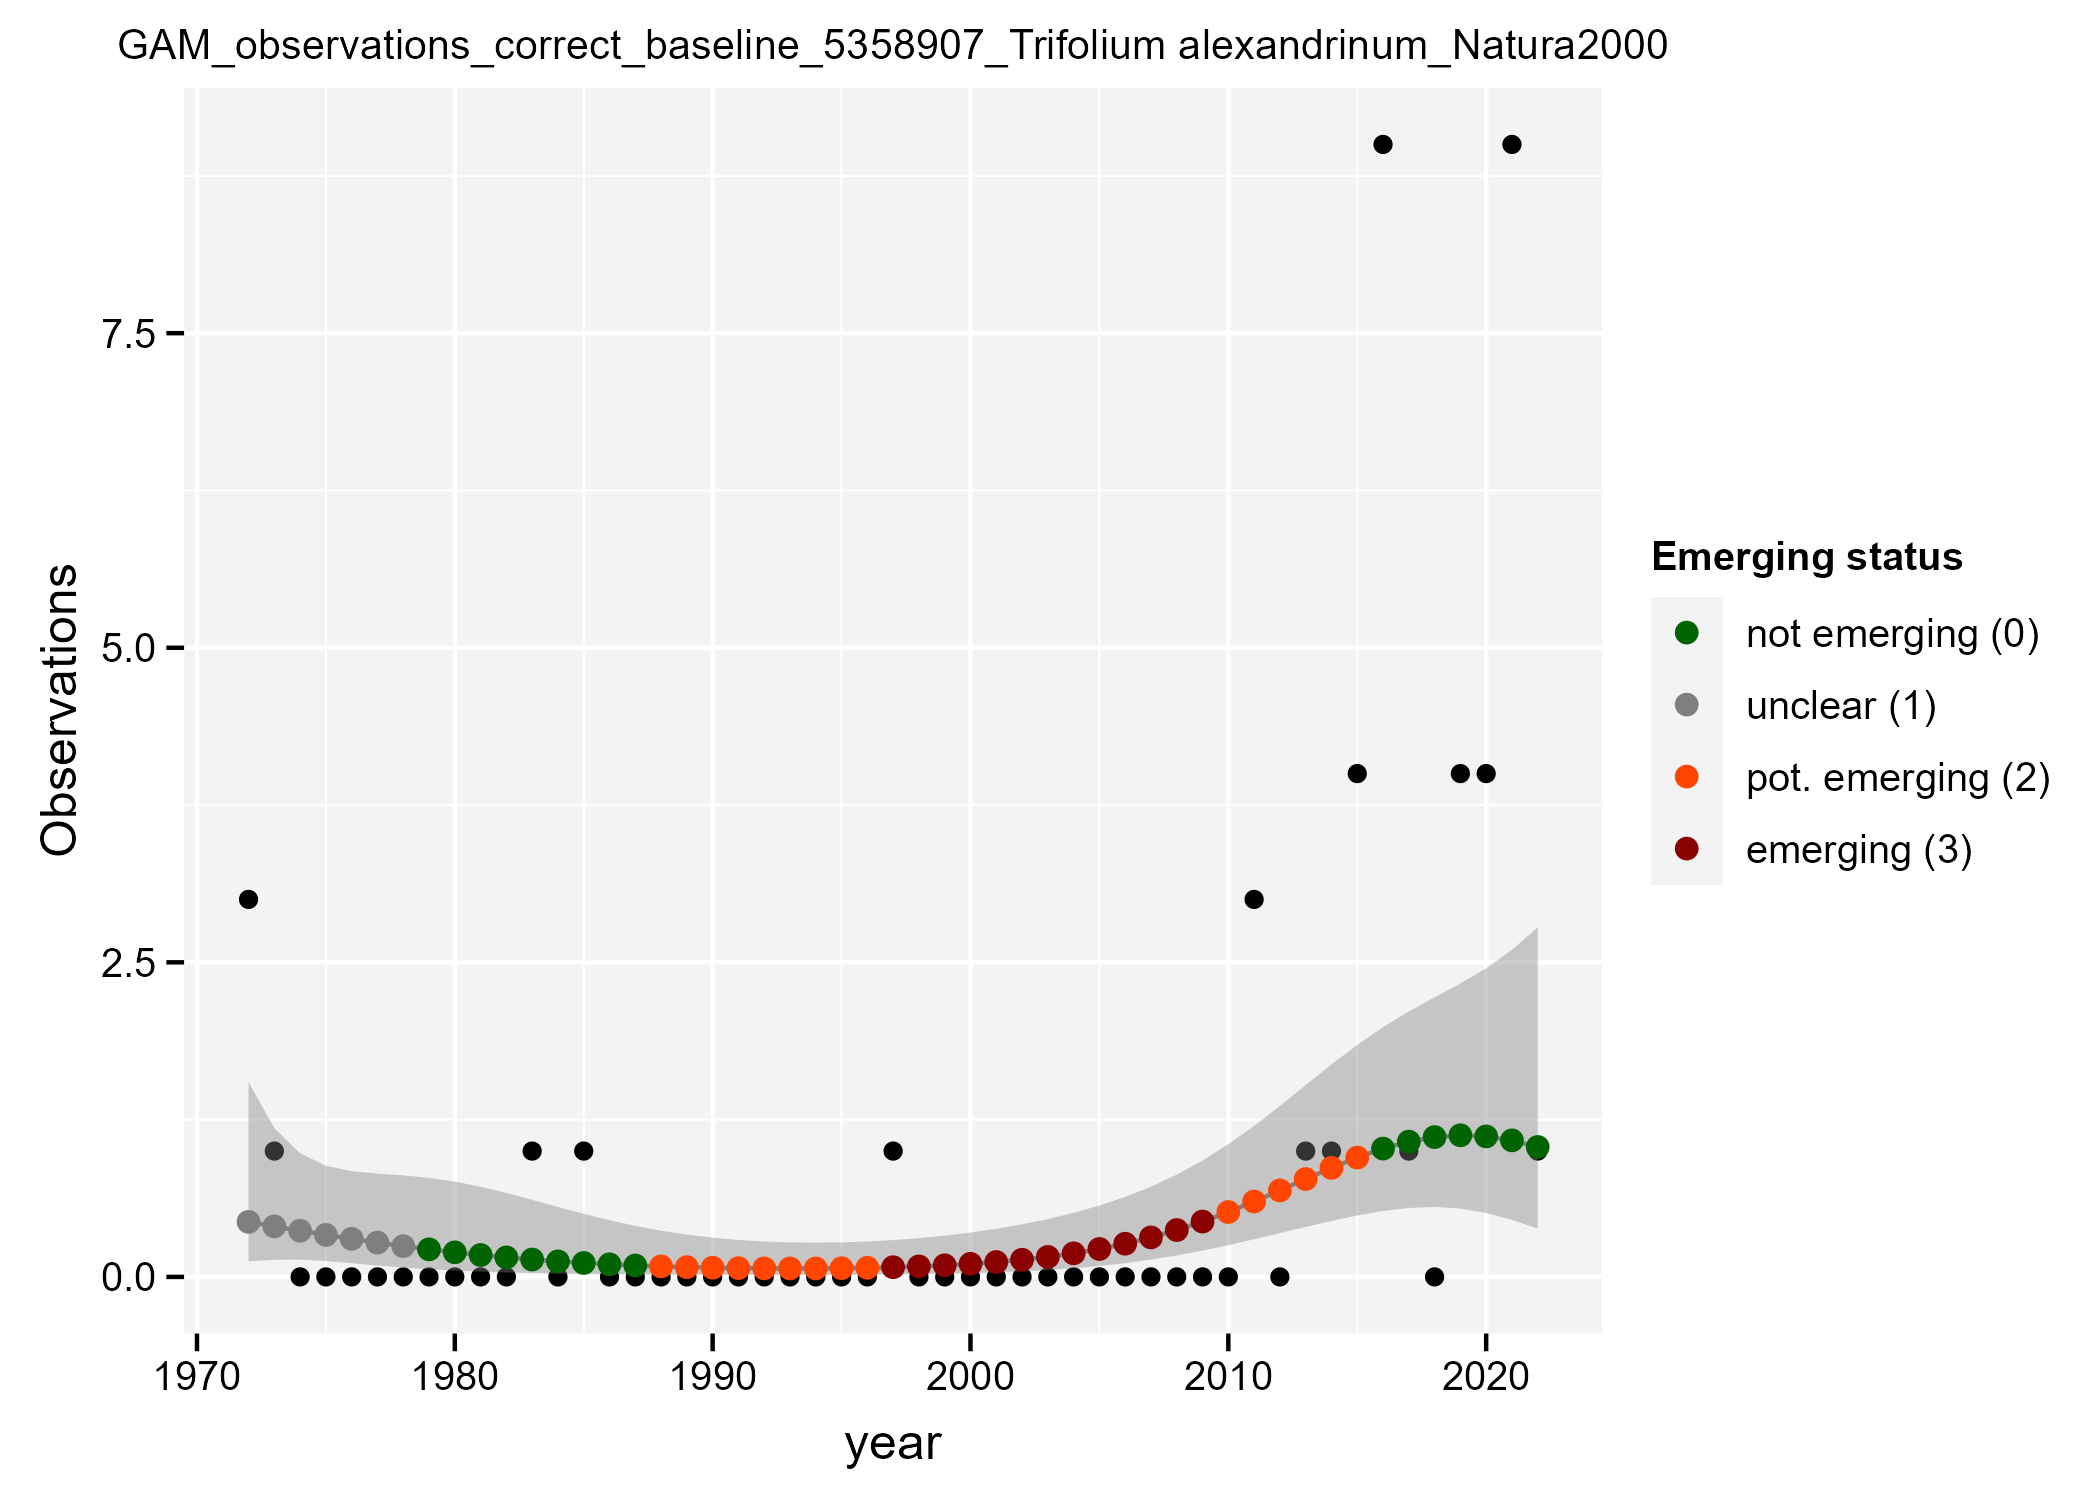 GAM_observations_correct_baseline_5358907_Trifolium alexandrinum_Natura2000
Observations
7.5
5.0
2.5
0.0
1970 1980 1990 2000 2010 2020
year
Emerging status
not emerging (0)
unclear (1)
pot. emerging (2)
emerging (3)